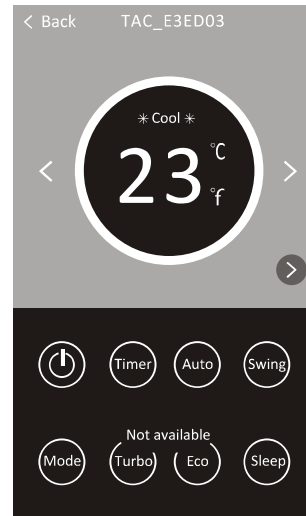 < Back TAC_E3ED03
✳ Cool ✳
23 °C
°f
Timer Auto Swing
Not available
Mode Turbo Eco Sleep